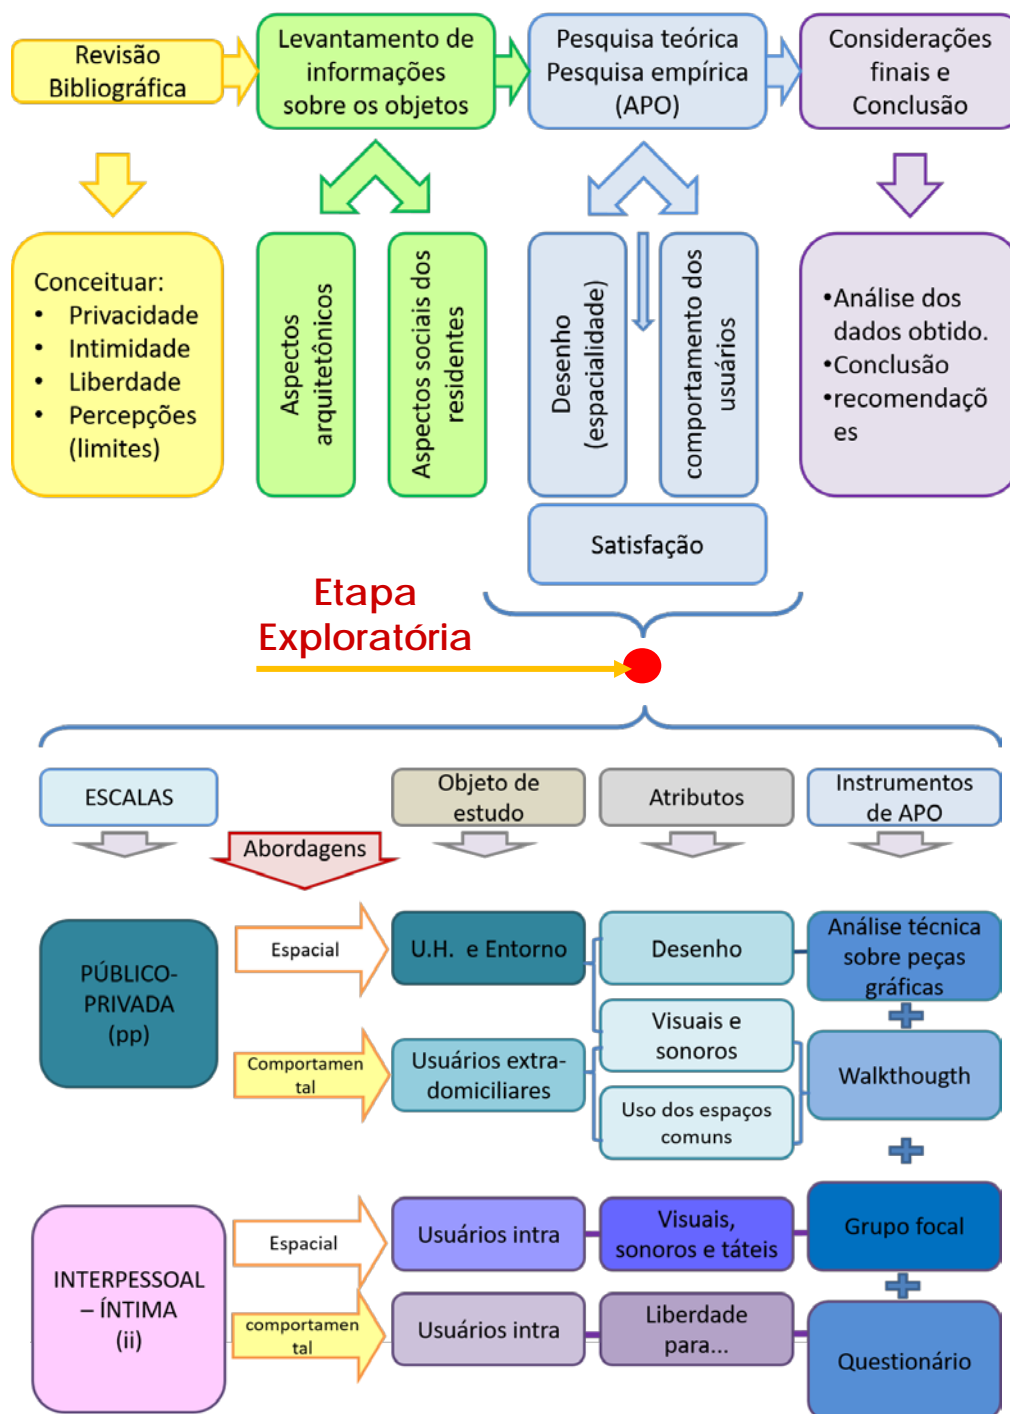 Revisão
Bibliográfica
Levantamento de
informações
sobre os objetos
Pesquisa teórica
Pesquisa empírica
(APO)
Considerações
finais e
Conclusão
Conceituar:
• Privacidade
• Intimidade
• Liberdade
• Percepções
(limites)
Aspectos
arquitetônicos
Aspectos sociais dos
residentes
Desenho
(espacialidade)
comportamento dos
usuários
•Análise dos
dados obtido.
•Conclusão
•recomendaçõ
es
Satisfação
Etapa
Exploratória
ESCALAS
Abordagens
Objeto de
estudo
Atributos
Instrumentos
de APO
PÚBLICO-
PRIVADA
(pp)
Espacial
U.H. e Entorno
Desenho
Análise técnica
sobre peças
gráficas
Comportamen
tal
Usuários extra-
domiciliares
Visuais e
sonoros
Uso dos espaços
comuns
Walkthougth
INTERPESSOAL
– ÍNTIMA
(ii)
Espacial
Usuários intra
Visuais,
sonoros e táteis
Grupo focal
comportamen
tal
Usuários intra
Liberdade
para...
Questionário